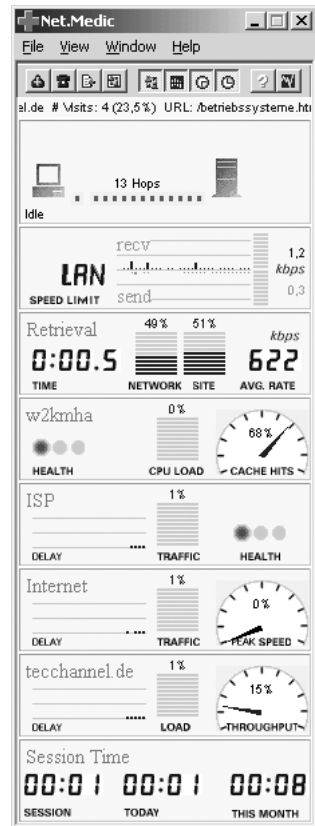 Net.Medic
File View Window Help
el.de # Visits: 4 (23,5%) URL: /betriebssysteme.htm
13 Hops
Idle
recv
1,2
LAN
kbps
SPEED LIMIT send
0,3
Retrieval 49% 51% kbps
0:00.5 622
TIME NETWORK SITE AVG. RATE
w2kmha 0%
68%
HEALTH CPU LOAD CACHE HITS
ISP 1%
DELAY TRAFFIC HEALTH
Internet 1%
0%
DELAY TRAFFIC PEAK SPEED
tecchannel.de 1%
15%
DELAY LOAD THROUGHPUT
Session Time
00:01 00:01 00:08
SESSION TODAY THIS MONTH